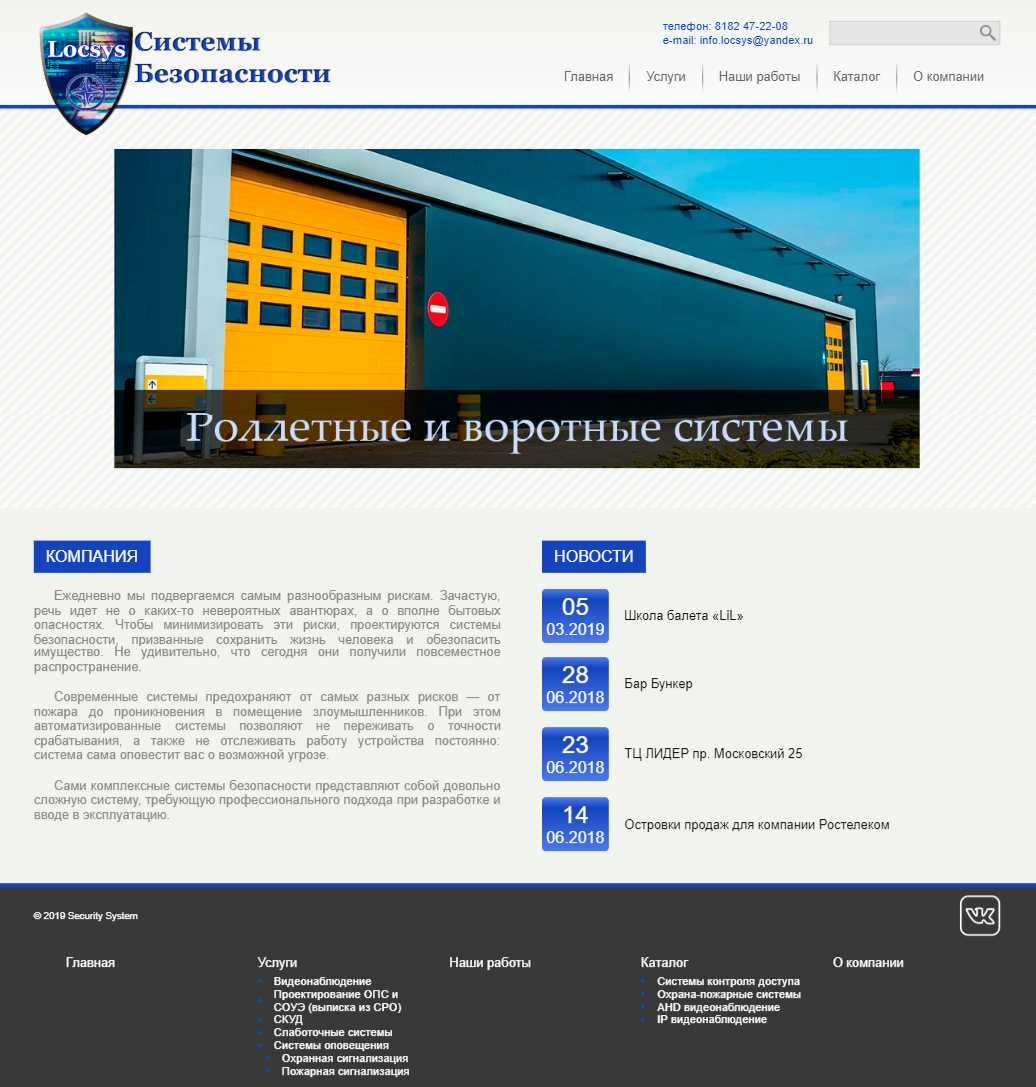 Locsys
Системы
Безопасности
телефон: 8182 47-22-08
e-mail: info.locsys@yandex.ru
Главная
Услуги
Наши работы
Каталог
О компании
Роллетные и воротные системы
КОМПАНИЯ
Ежедневно мы подвергаемся самым разнообразным рискам. Зачастую,
речь идет не о каких-то невероятных авантюрах, а о вполне бытовых
опасностях. Чтобы минимизировать эти риски, проектируются системы
безопасности, призванные сохранить жизнь человека и обезопасить
имущество. Не удивительно, что сегодня они получили повсеместное
распространение.
Современные системы предохраняют от самых разных рисков — от
пожара до проникновения в помещение злоумышленников. При этом
автоматизированные системы позволяют не переживать о точности
срабатывания, а также не отслеживать работу устройства постоянно:
система сама оповестит вас о возможной угрозе.
Сами комплексные системы безопасности представляют собой довольно
сложную систему, требующую профессионального подхода при разработке и
вводе в эксплуатацию.
НОВОСТИ
05
03.2019
Школа балета «LiL»
28
06.2018
Бар Бункер
23
06.2018
ТЦ ЛИДЕР пр. Московский 25
14
06.2018
Островки продаж для компании Ростелеком
© 2019 Security System
Главная
Услуги
Видеонаблюдение
Проектирование ОПС и
СОУЭ (выписка из СРО)
СКУД
Слаботочные системы
Системы оповещения
Охранная сигнализация
Пожарная сигнализация
Наши работы
Каталог
Системы контроля доступа
Охрана-пожарные системы
AHD видеонаблюдение
IP видеонаблюдение
О компании